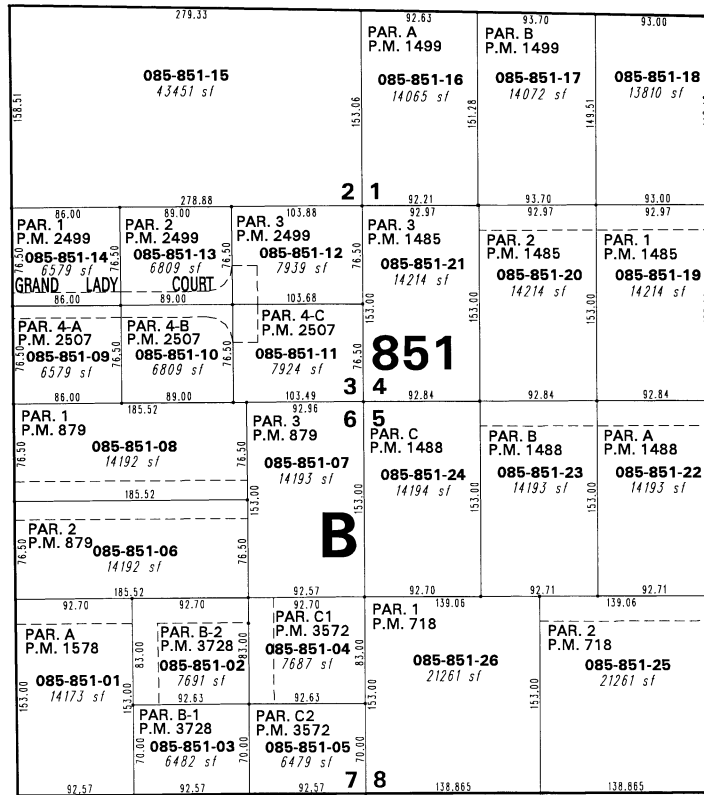 279.33
92.63
93.70
93.00
PAR. A
P.M. 1499
PAR. B
P.M. 1499
085-851-15
43451 sf
085-851-16
14065 sf
085-851-17
14072 sf
085-851-18
13810 sf
158.51
153.06
151.28
149.51
2
1
278.88
92.21
93.70
93.00
86.00
89.00
103.88
92.97
92.97
92.97
PAR. 1
P.M. 2499
085-851-14
6579 sf
76.50
76.50
PAR. 2
P.M. 2499
085-851-13
6809 sf
PAR. 3
P.M. 2499
085-851-12
7939 sf
76.50
76.50
GRAND LADY COURT
PAR. 3
P.M. 1485
085-851-21
14214 sf
153.00
PAR. 2
P.M. 1485
085-851-20
14214 sf
153.00
153.00
PAR. 1
P.M. 1485
085-851-19
14214 sf
86.00
89.00
103.68
PAR. 4-A
P.M. 2507
085-851-09
6579 sf
76.50
76.50
PAR. 4-B
P.M. 2507
085-851-10
6809 sf
76.50
PAR. 4-C
P.M. 2507
085-851-11
7924 sf
76.50
851
3
4
86.00
89.00
103.49
92.84
92.84
92.84
185.52
92.96
6
5
PAR. 1
P.M. 879
085-851-08
14192 sf
76.50
76.50
PAR. 3
P.M. 879
085-851-07
14193 sf
153.00
PAR. C
P.M. 1488
085-851-24
14194 sf
153.00
PAR. B
P.M. 1488
085-851-23
14193 sf
153.00
153.00
PAR. A
P.M. 1488
085-851-22
14193 sf
185.52
PAR. 2
P.M. 879
085-851-06
14192 sf
76.50
76.50
B
185.52
92.57
92.70
92.71
92.71
92.70
92.70
92.70
139.06
139.06
PAR. A
P.M. 1578
085-851-01
14173 sf
153.00
83.00
PAR. B-2
P.M. 3728
085-851-02
7691 sf
83.00
PAR. C1
P.M. 3572
085-851-04
7687 sf
83.00
PAR. 1
P.M. 718
085-851-26
21261 sf
153.00
153.00
PAR. 2
P.M. 718
085-851-25
21261 sf
92.63
92.63
PAR. B-1
P.M. 3728
085-851-03
6482 sf
70.00
70.00
PAR. C2
P.M. 3572
085-851-05
6479 sf
70.00
7
8
92.57
92.57
92.57
138.865
138.865